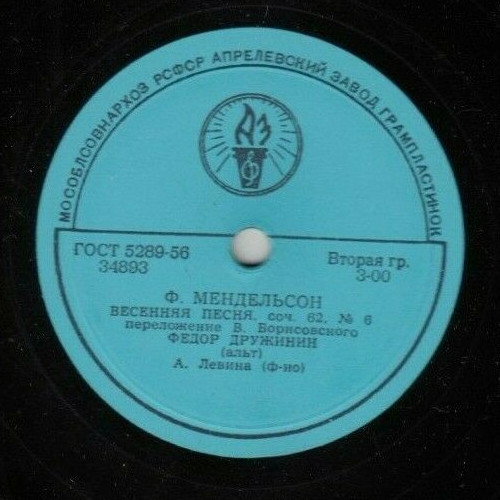 МОСОБЛСОВНАРХОЗ РСФСР АПРЕЛЕВСКИЙ ЗАВОД ГРАМПЛАСТИНОК
АЗ
ГОСТ 5289-56
34893
Вторая гр.
3-00
Ф. МЕНДЕЛЬСОН
ВЕСЕННЯЯ ПЕСНЯ, соч. 62, № 6
переложение В. Борисовского
ФЕДОР ДРУЖИНИН
(альт)
А. Левина (ф-но)